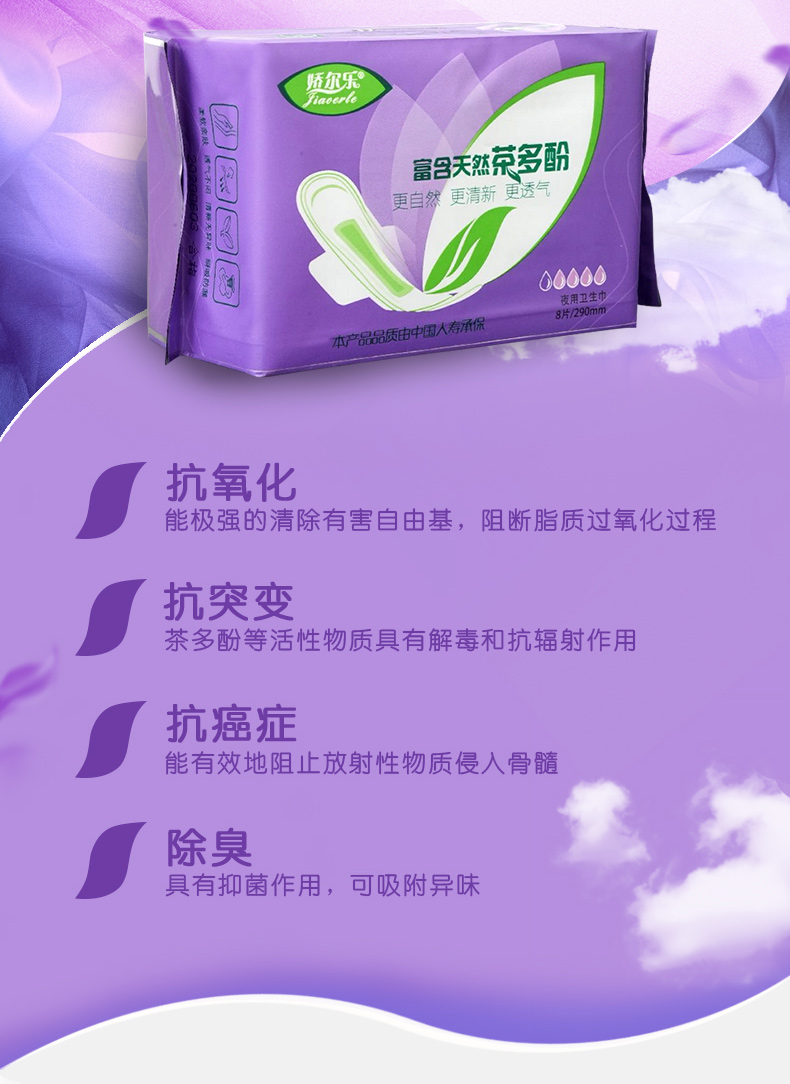 娇尔乐®
Jiaoerle
富含天然茶多酚
更自然 更清新 更透气
夜用卫生巾
8片/290mm
本产品品质由中国人寿承保
抗氧化
能极强的清除有害自由基，阻断脂质过氧化过程
抗突变
茶多酚等活性物质具有解毒和抗辐射作用
抗癌症
能有效地阻止放射性物质侵入骨髓
除臭
具有抑菌作用，可吸附异味